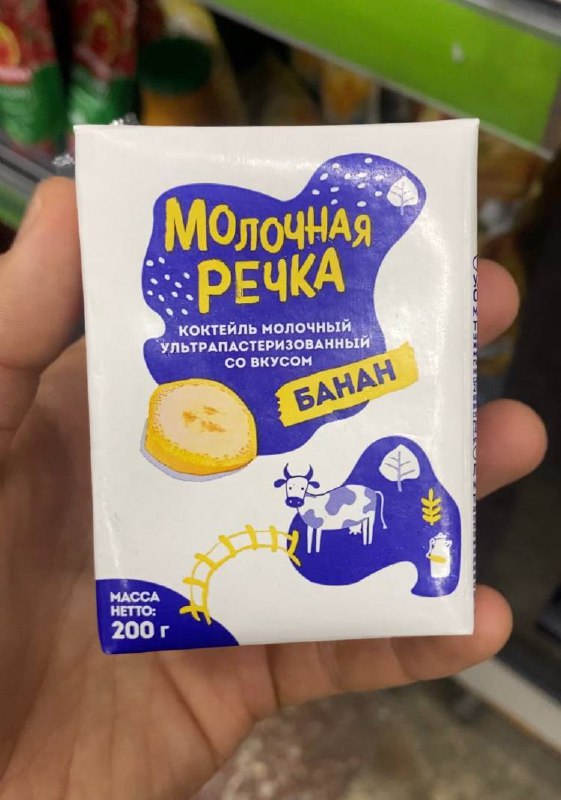 МОЛОЧНАЯ
РЕЧКА
КОКТЕЙЛЬ МОЛОЧНЫЙ
УЛЬТРАПАСТЕРИЗОВАННЫЙ
СО ВКУСОМ
БАНАН
МАССА
НЕТТО:
200 г